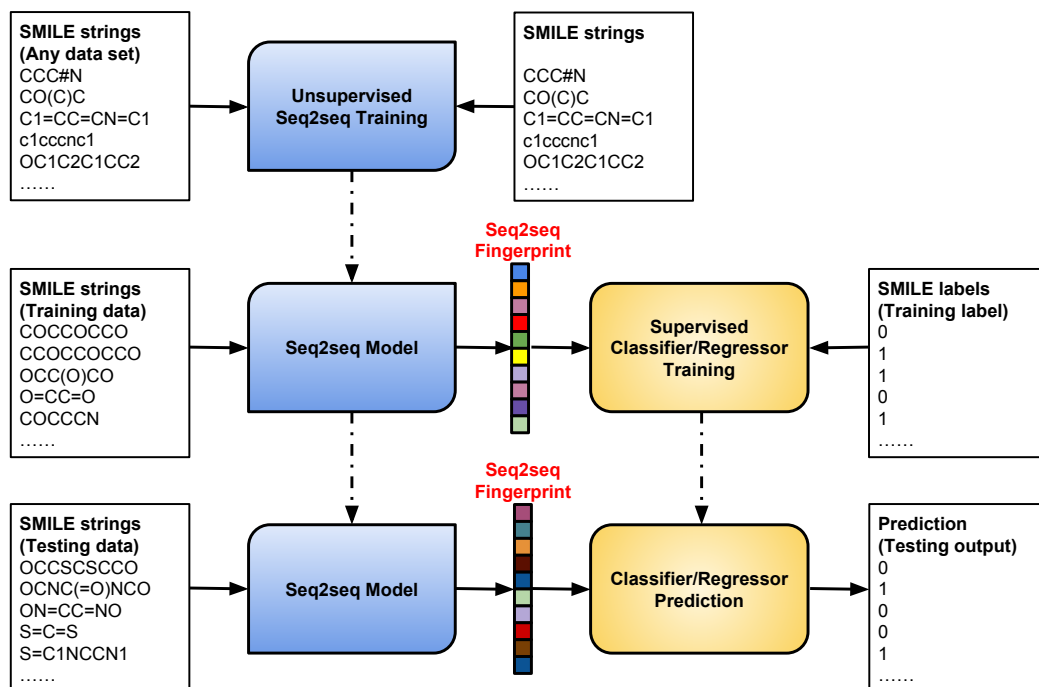 SMILE strings
(Any data set)
CCC#N
CO(C)C
C1=CC=CN=C1
c1cccnc1
OC1C2C1CC2
......
Unsupervised
Seq2seq Training
SMILE strings
CCC#N
CO(C)C
C1=CC=CN=C1
c1cccnc1
OC1C2C1CC2
......
SMILE strings
(Training data)
COCCOCCO
CCOCCOCCO
OCC(O)CO
O=CC=O
COCCCN
......
Seq2seq Model
Seq2seq
Fingerprint
Supervised
Classifier/Regressor
Training
SMILE labels
(Training label)
0
1
1
0
1
......
SMILE strings
(Testing data)
OCCSCSCCO
OCNC(=O)NCO
ON=CC=NO
S=C=S
S=C1NCCN1
......
Seq2seq Model
Seq2seq
Fingerprint
Classifier/Regressor
Prediction
Prediction
(Testing output)
0
1
0
0
1
......